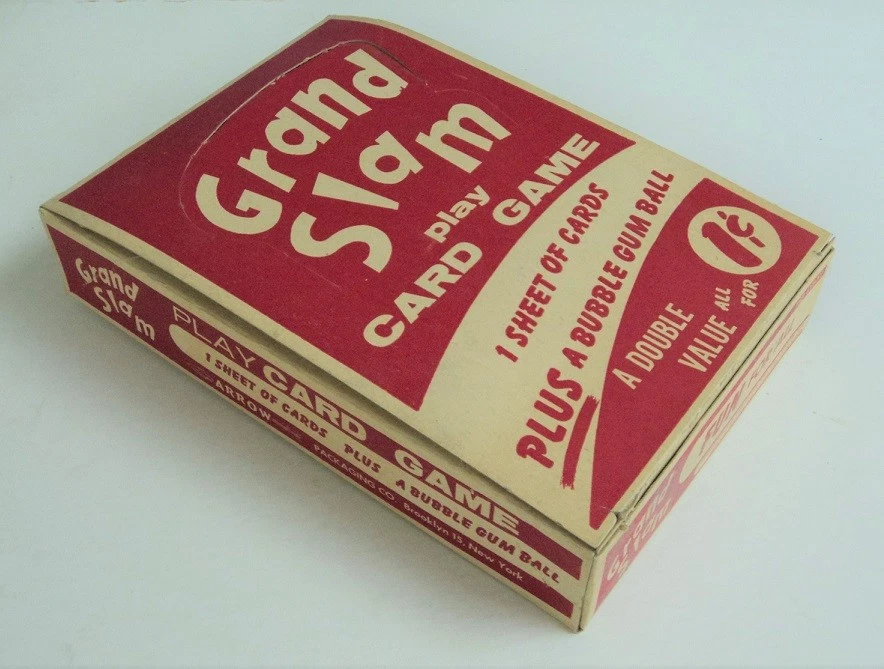 Grand
Slam
play
CARD GAME
1 SHEET OF CARDS
PLUS A BUBBLE GUM BALL
A DOUBLE
VALUE ALL
FOR
1¢
Grand
Slam
PLAY CARD GAME
1 SHEET OF CARDS PLUS A BUBBLE GUM BALL
ARROW
PACKAGING CO. Brooklyn 15, New York